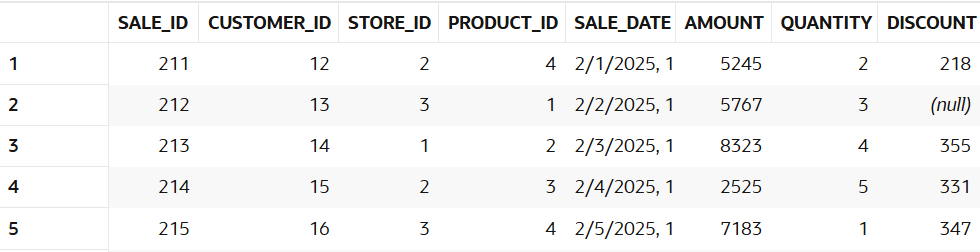 SALE_ID CUSTOMER_ID STORE_ID PRODUCT_ID SALE_DATE AMOUNT QUANTITY DISCOUNT
1 211 12 2 4 2/1/2025, 1 5245 2 218
2 212 13 3 1 2/2/2025, 1 5767 3 (null)
3 213 14 1 2 2/3/2025, 1 8323 4 355
4 214 15 2 3 2/4/2025, 1 2525 5 331
5 215 16 3 4 2/5/2025, 1 7183 1 347